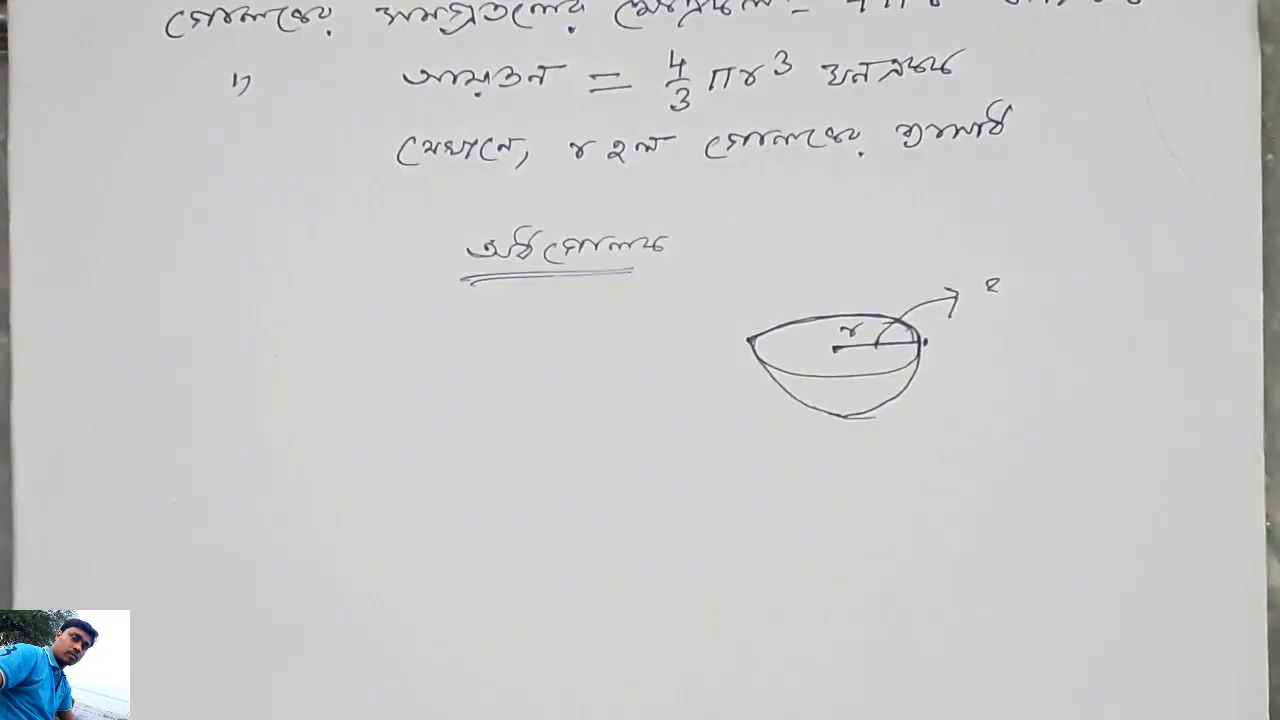 গোলকের সমগ্রতলের ক্ষেত্রফল = 4πr²
" আয়তন = 4/3 πr³ ঘনএকক
যেখানে, r হল গোলকের ব্যাসার্ধ
অর্ধগোলক
r